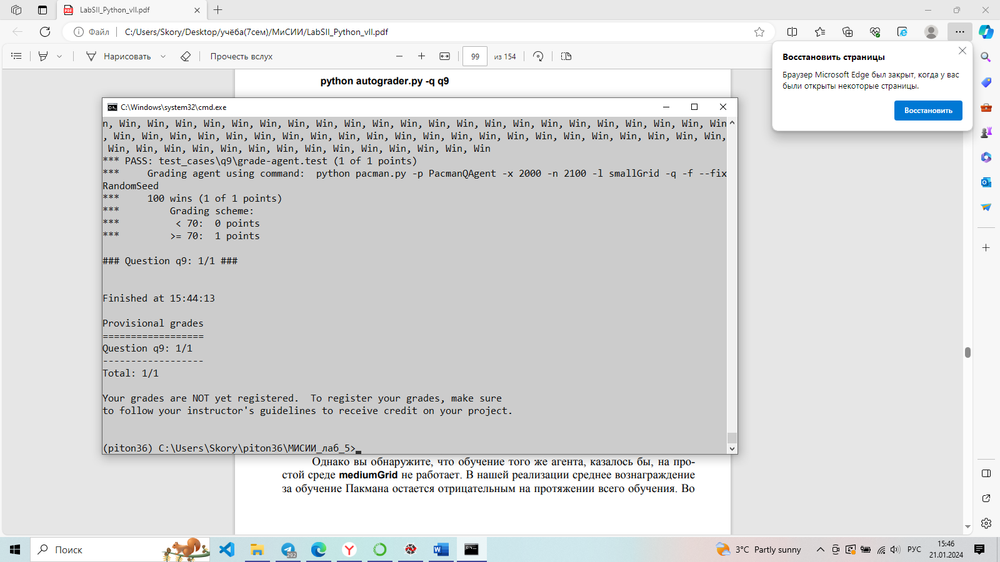 LabSII_Python_vII.pdf
Файл
C:/Users/Skory/Desktop/учёба(7сем)/МиСИИ/LabSII_Python_vII.pdf
Нарисовать
Прочесть вслух
99
из 154
Восстановить страницы
Браузер Microsoft Edge был закрыт, когда у вас
были открыты некоторые страницы.
Восстановить
python autograder.py -q q9
C:\Windows\system32\cmd.exe
n, Win, Win, Win, Win, Win, Win, Win, Win, Win, Win, Win, Win, Win, Win, Win, Win, Win, Win, Win, Win, Win, Win
, Win, Win, Win, Win, Win, Win, Win, Win, Win, Win, Win, Win, Win, Win, Win, Win, Win, Win, Win, Win, Win, Win,
 Win, Win, Win, Win, Win, Win, Win, Win, Win, Win, Win, Win, Win, Win
*** PASS: test_cases\q9\grade-agent.test (1 of 1 points)
***     Grading agent using command:  python pacman.py -p PacmanQAgent -x 2000 -n 2100 -l smallGrid -q -f --fix
RandomSeed
***     100 wins (1 of 1 points)
***         Grading scheme:
***          < 70:  0 points
***         >= 70:  1 points
### Question q9: 1/1 ###
Finished at 15:44:13
Provisional grades
==================
Question q9: 1/1
------------------
Total: 1/1
Your grades are NOT yet registered.  To register your grades, make sure
to follow your instructor's guidelines to receive credit on your project.
(piton36) C:\Users\Skory\piton36\МИСИИ_лаб_5>
Однако вы обнаружите, что обучение того же агента, казалось бы, на про-
стой среде mediumGrid не работает. В нашей реализации среднее вознаграждение
за обучение Пакмана остается отрицательным на протяжении всего обучения. Во
Поиск
292
3°C Partly sunny
РУС
15:46
21.01.2024